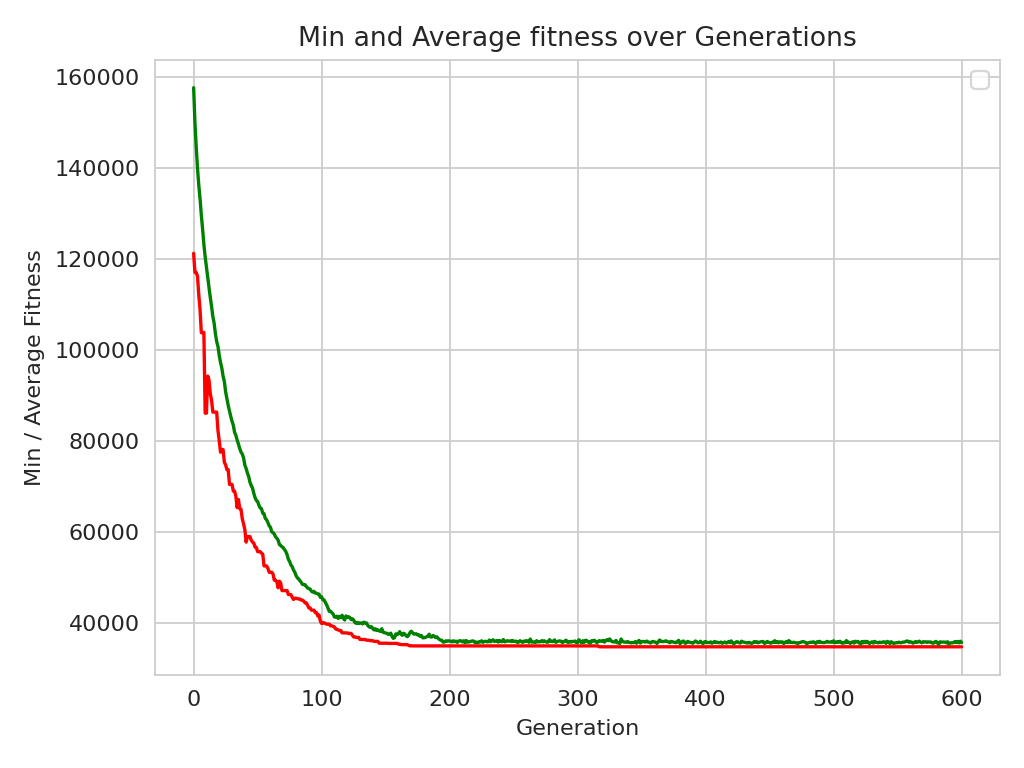 Min and Average fitness over Generations
160000
140000
120000
100000
80000
60000
40000
Min / Average Fitness
0 100 200 300 400 500 600
Generation